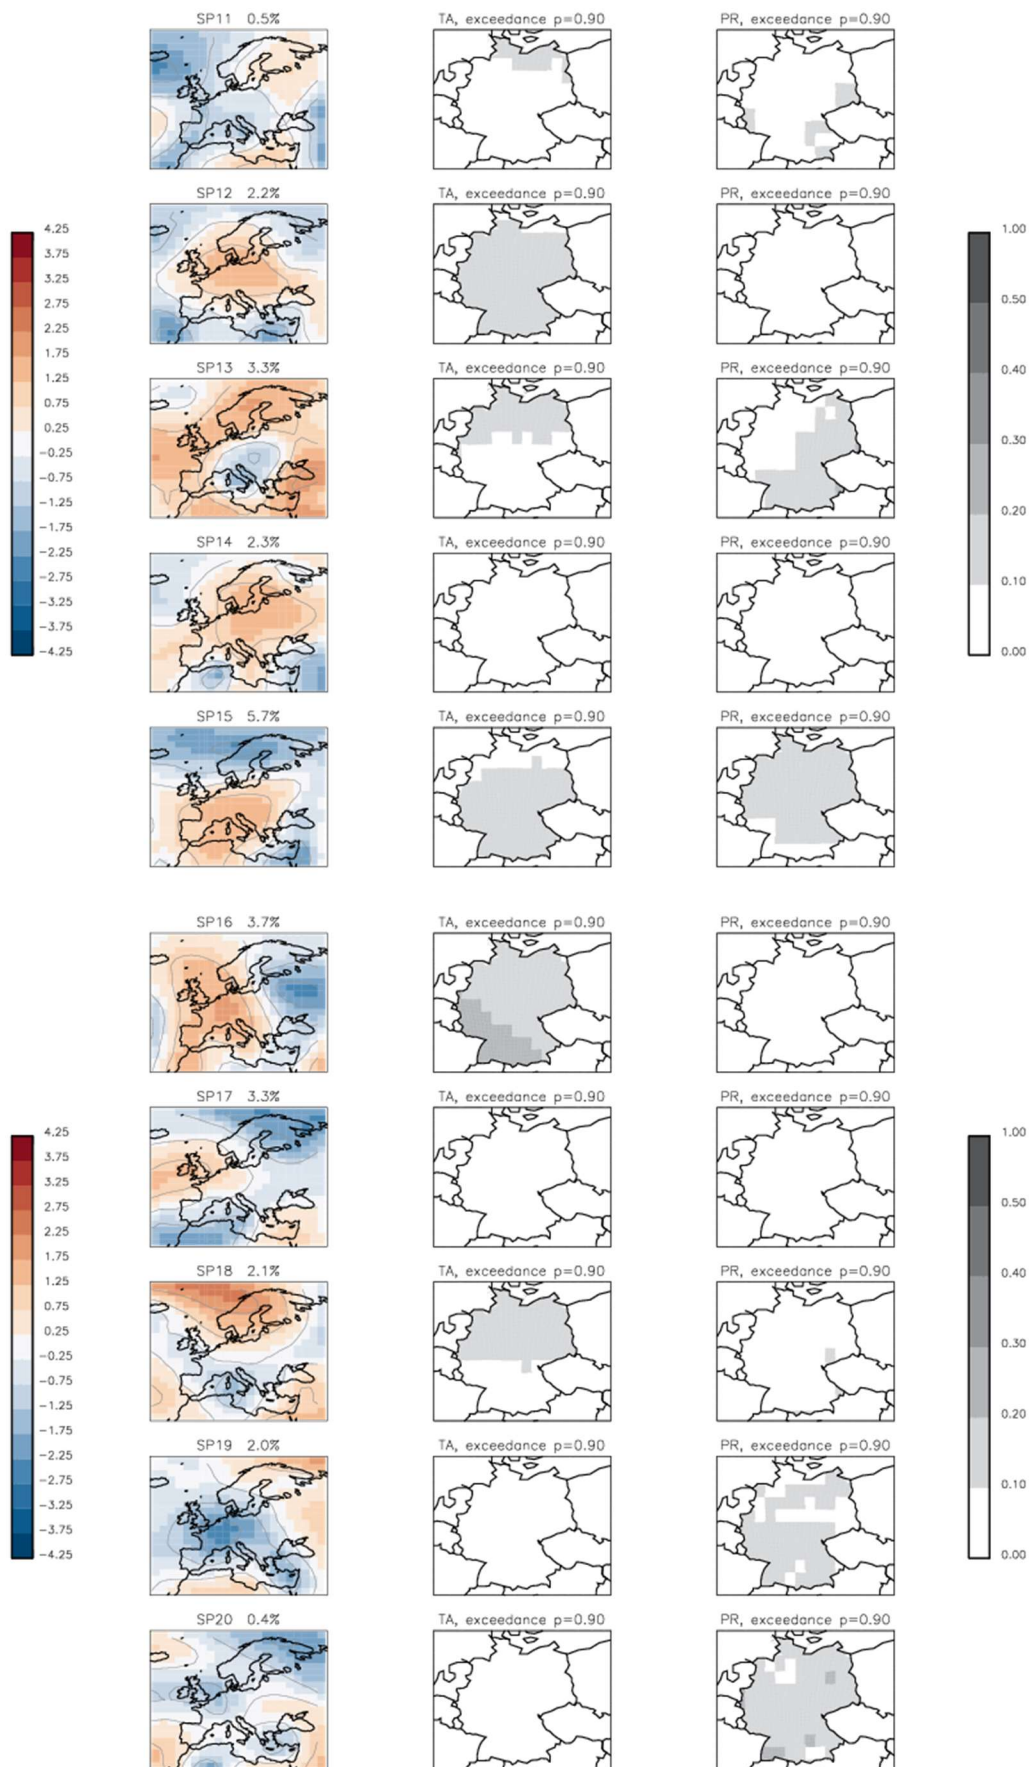 SP11 0.5%
TA, exceedance p=0.90
PR, exceedance p=0.90
SP12 2.2%
TA, exceedance p=0.90
PR, exceedance p=0.90
4.25
3.75
3.25
2.75
2.25
1.75
1.25
0.75
0.25
−0.25
−0.75
−1.25
−1.75
−2.25
−2.75
−3.25
−3.75
−4.25
1.00
0.50
0.40
0.30
0.20
0.10
0.00
SP13 3.3%
TA, exceedance p=0.90
PR, exceedance p=0.90
SP14 2.3%
TA, exceedance p=0.90
PR, exceedance p=0.90
SP15 5.7%
TA, exceedance p=0.90
PR, exceedance p=0.90
SP16 3.7%
TA, exceedance p=0.90
PR, exceedance p=0.90
SP17 3.3%
TA, exceedance p=0.90
PR, exceedance p=0.90
4.25
3.75
3.25
2.75
2.25
1.75
1.25
0.75
0.25
−0.25
−0.75
−1.25
−1.75
−2.25
−2.75
−3.25
−3.75
−4.25
1.00
0.50
0.40
0.30
0.20
0.10
0.00
SP18 2.1%
TA, exceedance p=0.90
PR, exceedance p=0.90
SP19 2.0%
TA, exceedance p=0.90
PR, exceedance p=0.90
SP20 0.4%
TA, exceedance p=0.90
PR, exceedance p=0.90